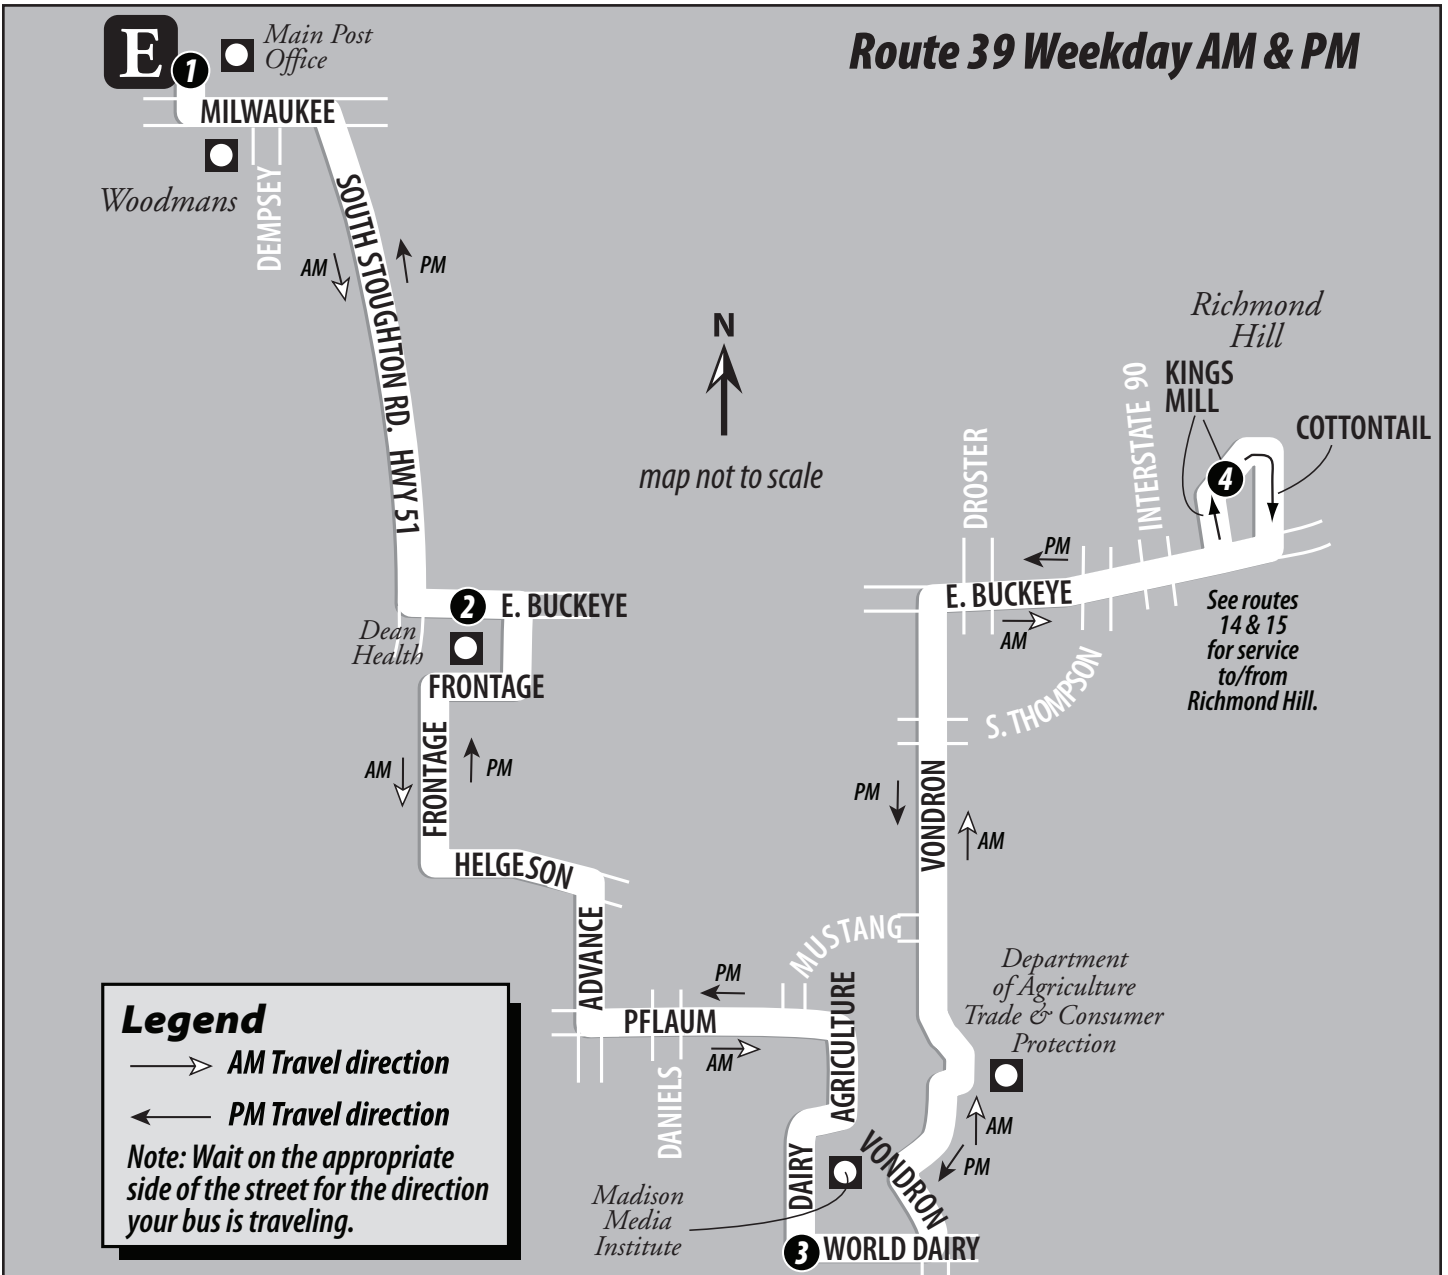 E
1
Main Post
Office
Route 39 Weekday AM & PM
MILWAUKEE
Woodmans
DEMPSEY
SOUTH STOUGHTON RD. HWY 51
AM
PM
N
map not to scale
Richmond
Hill
KINGS
MILL
COTTONTAIL
INTERSTATE 90
DROSTER
4
PM
E. BUCKEYE
AM
2
E. BUCKEYE
Dean
Health
FRONTAGE
See routes
14 & 15
for service
to/from
Richmond Hill.
S. THOMPSON
FRONTAGE
AM
PM
PM
VONDRON
AM
HELGESON
ADVANCE
MUSTANG
PM
PFLAUM
AM
AGRICULTURE
DANIELS
Department
of Agriculture
Trade & Consumer
Protection
AM
PM
VONDRON
DAIRY
Madison
Media
Institute
3
WORLD DAIRY
Legend
AM Travel direction
PM Travel direction
Note: Wait on the appropriate
side of the street for the direction
your bus is traveling.